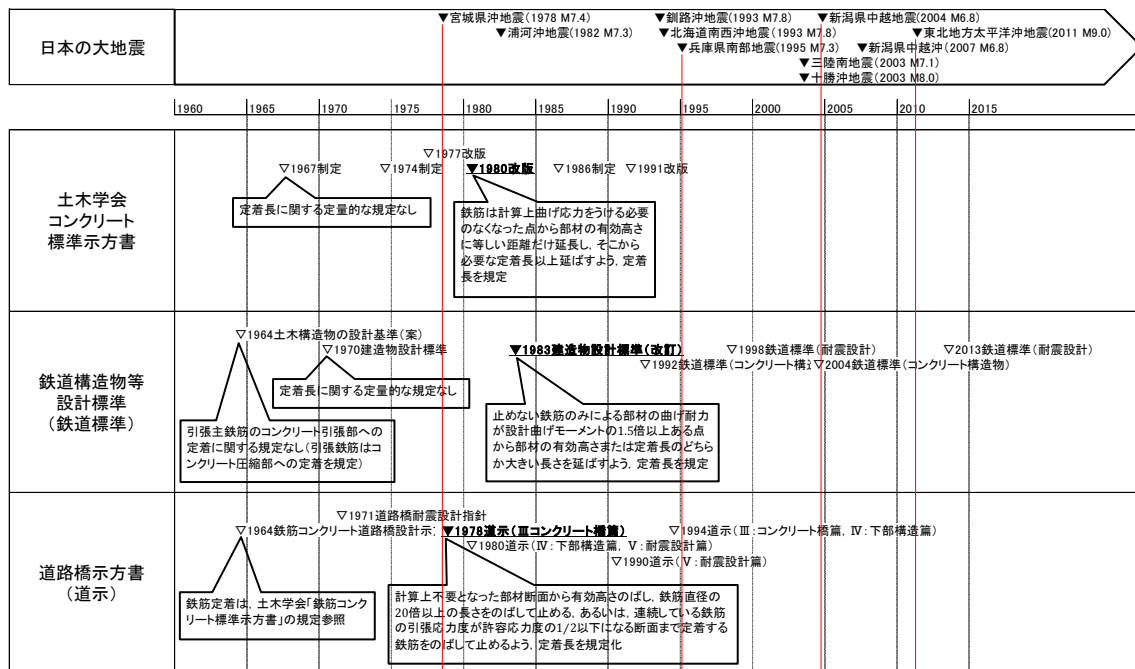 日本の大地震
▼宮城県沖地震(1978 M7.4)
▼浦河沖地震(1982 M7.3)
▼釧路沖地震(1993 M7.8)
▼北海道南西沖地震(1993 M7.8)
▼兵庫県南部地震(1995 M7.3)
▼新潟県中越地震(2004 M6.8)
▼東北地方太平洋沖地震(2011 M9.0)
▼新潟県中越沖(2007 M6.8)
▼三陸南地震(2003 M7.1)
▼十勝沖地震(2003 M8.0)
1960 1965 1970 1975 1980 1985 1990 1995 2000 2005 2010 2015
土木学会
コンクリート
標準示方書
▽1967制定
▽1974制定
▽1977改版
▼1980改版
▽1986制定
▽1991改版
定着長に関する定量的な規定なし
鉄筋は計算上曲げ応力をうける必要
のなくなった点から部材の有効高さ
に等しい距離だけ延長し，そこから
必要な定着長以上延ばすよう，定着
長を規定
鉄道構造物等
設計標準
（鉄道標準）
▽1964土木構造物の設計基準（案）
▽1970建造物設計標準
▼1983建造物設計標準（改訂）
▽1992鉄道標準（コンクリート構
▽1998鉄道標準（耐震設計）
▽2004鉄道標準（コンクリート構造物）
▽2013鉄道標準（耐震設計）
定着長に関する定量的な規定なし
引張主鉄筋のコンクリート引張部への
定着に関する規定なし（引張鉄筋はコ
ンクリート圧縮部への定着を規定）
止めない鉄筋のみによる部材の曲げ耐力
が設計曲げモーメントの1.5倍以上ある点
から部材の有効高さまたは定着長のどちら
か大きい長さを延ばすよう，定着長を規定
道路橋示方書
（道示）
▽1971道路橋耐震設計指針
▽1964鉄筋コンクリート道路橋設計示
▼1978道示（Ⅲコンクリート橋篇）
▽1980道示（Ⅳ：下部構造篇，Ⅴ：耐震設計篇）
▽1990道示（Ⅴ：耐震設計篇）
▽1994道示（Ⅲ：コンクリート橋篇，Ⅳ：下部構造篇）
鉄筋定着は，土木学会「鉄筋コンク
リート標準示方書」の規定参照
計算上不要となった部材断面から有効高さのばし，鉄筋直径の
20倍以上の長さをのばして止める，あるいは，連続している鉄筋
の引張応力度が許容応力度の1/2以下になる断面まで定着する
鉄筋をのばして止めるよう，定着長を規定化